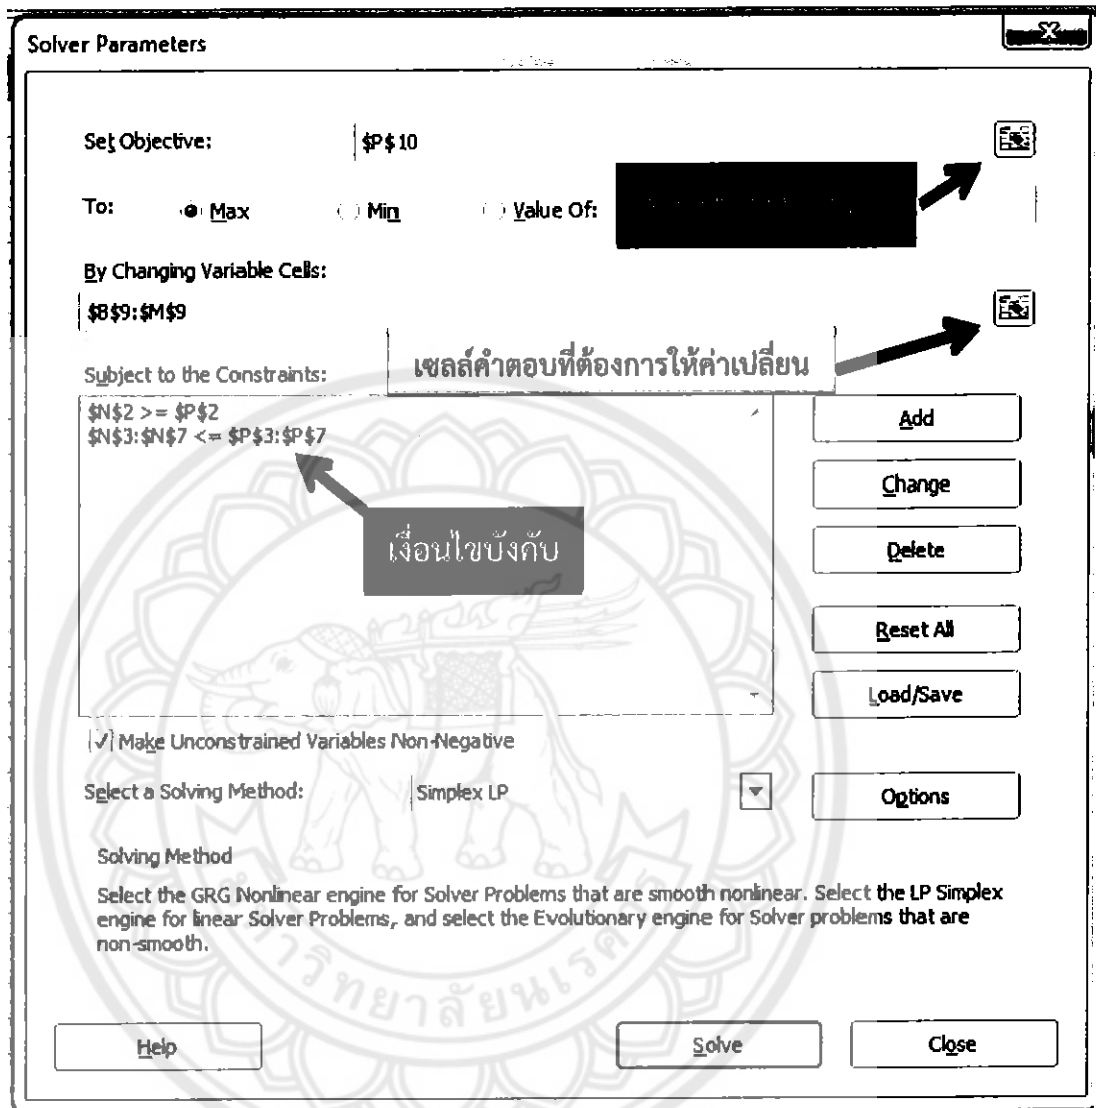 Solver Parameters
Set Objective:
$P$10
To:
Max
Min
Value Of:
By Changing Variable Cells:
$B$9:$M$9
เซลล์คำตอบที่ต้องการให้ค่าเปลี่ยน
Subject to the Constraints:
$N$2 >= $P$2
$N$3:$N$7 <= $P$3:$P$7
เงื่อนไขบังคับ
Add
Change
Delete
Reset All
Load/Save
Make Unconstrained Variables Non-Negative
Select a Solving Method:
Simplex LP
Options
Solving Method
Select the GRG Nonlinear engine for Solver Problems that are smooth nonlinear. Select the LP Simplex
engine for linear Solver Problems, and select the Evolutionary engine for Solver problems that are
non-smooth.
Help
Solve
Close